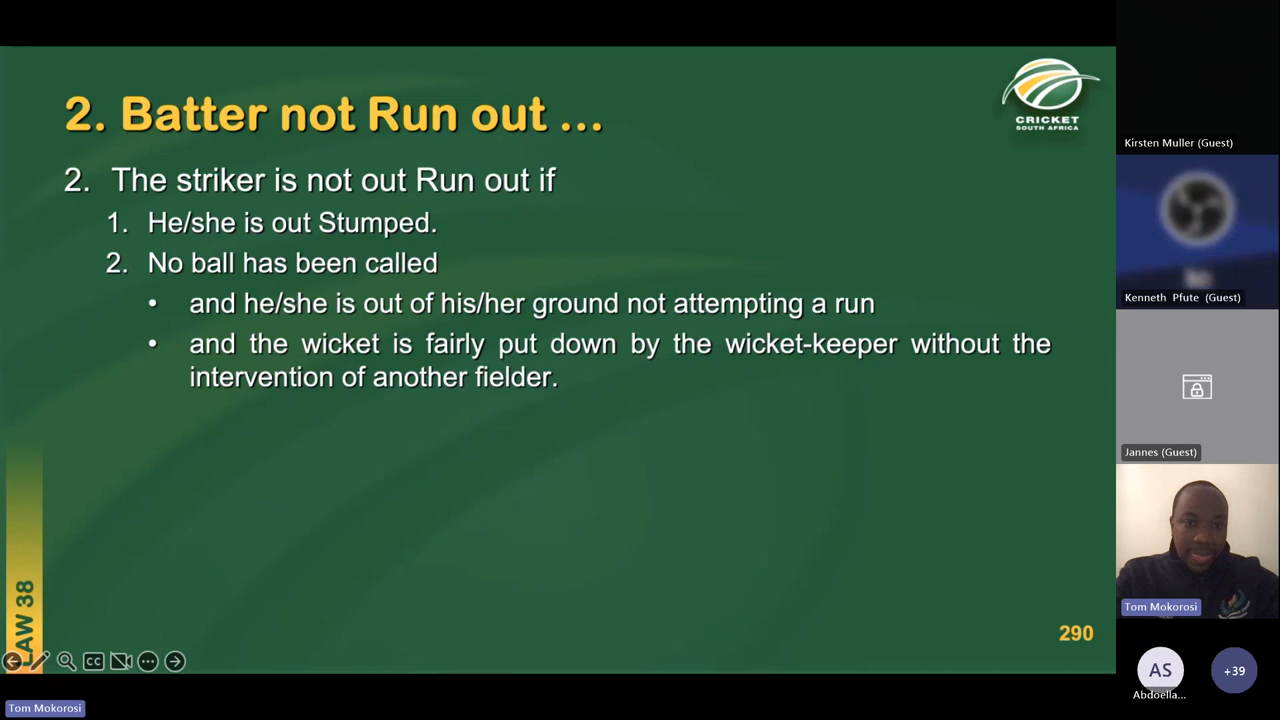 2. Batter not Run out ...
CRICKET
SOUTH AFRICA
2. The striker is not out Run out if
1. He/she is out Stumped.
2. No ball has been called
• and he/she is out of his/her ground not attempting a run
• and the wicket is fairly put down by the wicket-keeper without the
intervention of another fielder.
LAW 38
290
CC
Tom Mokorosi
Kirsten Muller (Guest)
Kenneth Pfute (Guest)
Jannes (Guest)
Tom Mokorosi
AS
Abdoella...
+39